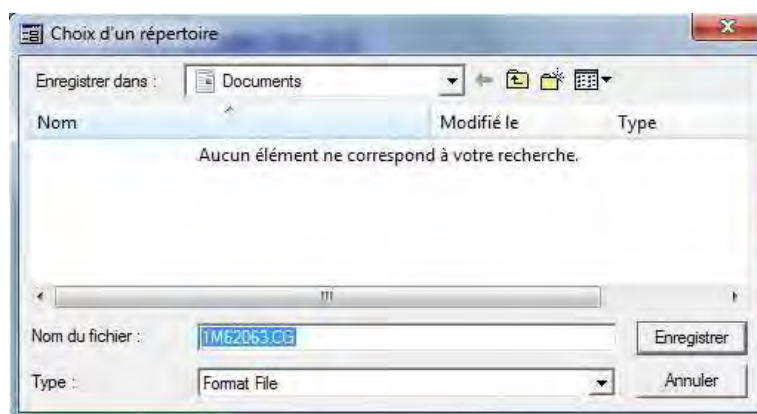 Choix d'un répertoire
Enregistrer dans : Documents
Nom Modifié le Type
Aucun élément ne correspond à votre recherche.
Nom du fichier : 1M62063.CG Enregistrer
Type : Format File Annuler